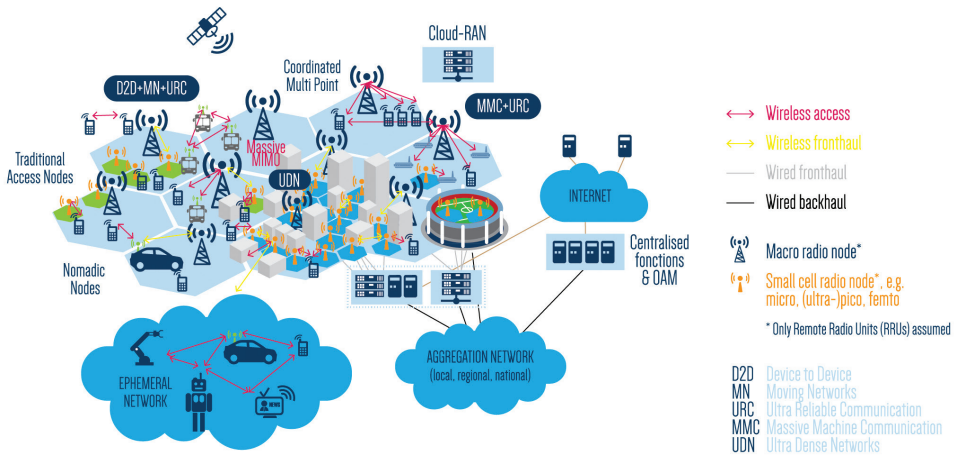 Cloud-RAN
Coordinated
Multi Point
D2D+MN+URC
MMC+URC
Massive
MIMO
Traditional
Access Nodes
UDN
Nomadic
Nodes
INTERNET
Centralised
fonctions
& OAM
AGGREGATION NETWORK
(local, regional, national)
EPHEMERAL
NETWORK
NEWS
Wireless access
Wireless fronthaul
Wired fronthaul
Wired backhaul
Macro radio node*
Small cell radio node*, e.g.
micro, (ultra-)pico, femto
* Only Remote Radio Units (RRUs) assumed
D2D Device to Device
MN Moving Networks
URC Ultra Reliable Communication
MMC Massive Machine Communication
UDN Ultra Dense Networks